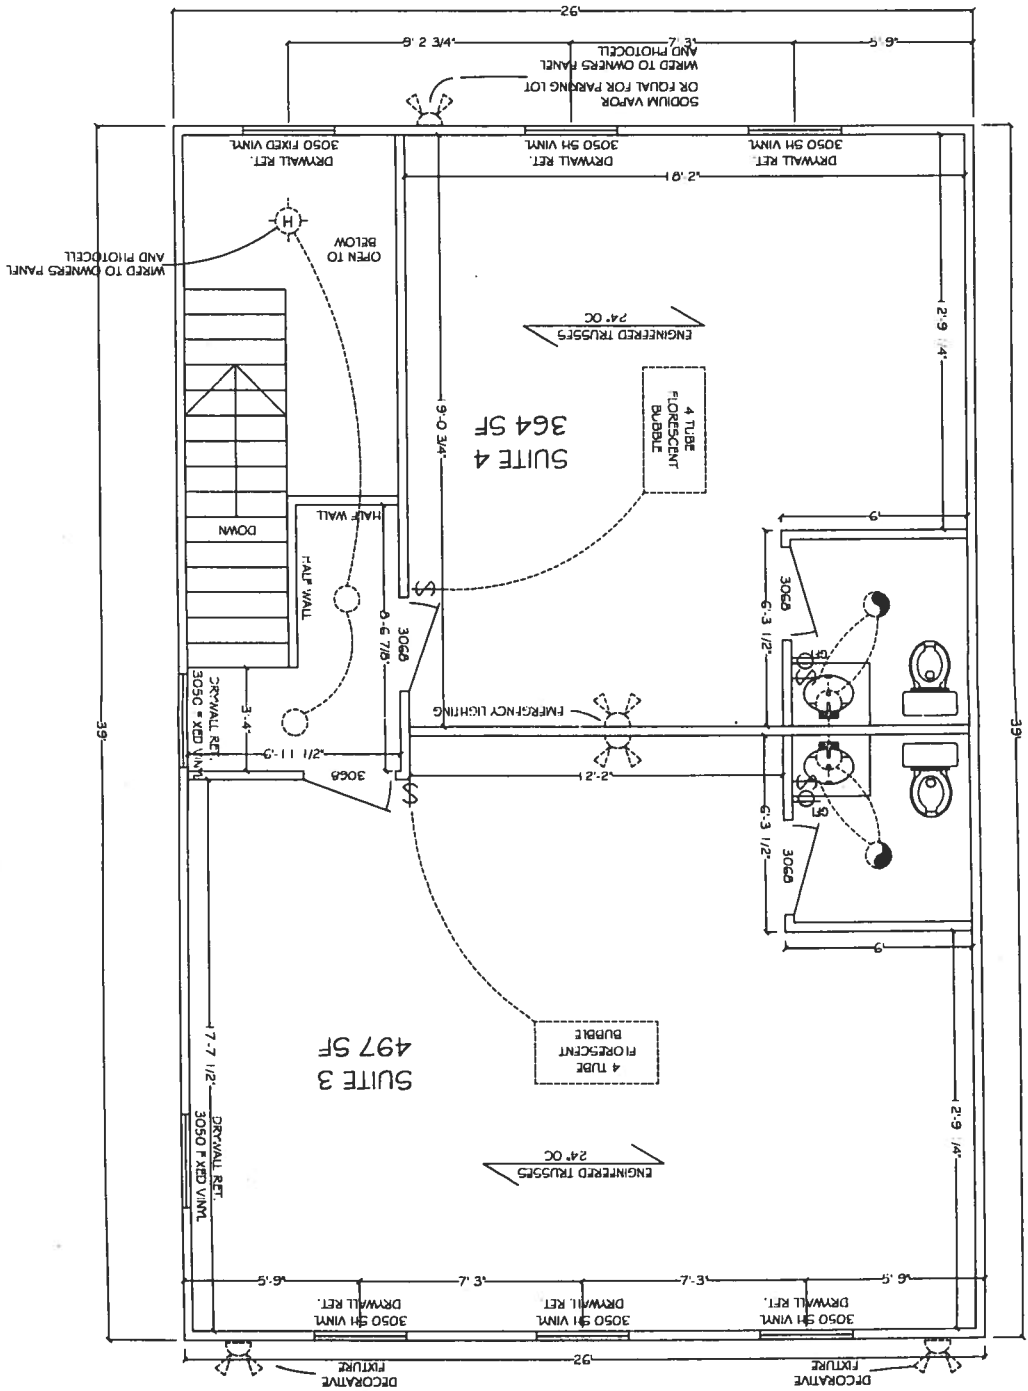 26'
9' 2 3/4"
7' 3"
5' 9"
SODIUM VAPOR
OR EQUAL FOR PARKING LOT
WIRED TO OWNERS PANEL
AND PHOTOCELL
3050 FIXED VINYL
DRYWALL RET.
3050 SH VINYL
DRYWALL RET.
3050 SH VINYL
DRYWALL RET.
18'-2"
H
WIRED TO OWNERS PANEL
AND PHOTOCELL
OPEN TO
BELOW
ENGINEERED TRUSSES
24" OC
12'-9 1/4"
4 TUBE
FLORESCENT
BUBBLE
SUITE 4
364 SF
19'-0 3/4"
DOWN
HALF WALL
HALF WALL
8'-6 7/8"
3068
6'
3068
6'-3 1/2"
39'
39'
DRYWALL RET.
3050 FIXED VINYL
3'-4"
6'-11 1/2"
3068
EMERGENCY LIGHTING
12'-2"
6'-3 1/2"
3068
6'
SUITE 3
497 SF
4 TUBE
FLORESCENT
BUBBLE
17'-7 1/2"
DRYWALL RET.
3050 FIXED VINYL
12'-9 1/4"
ENGINEERED TRUSSES
24" OC
5'-9"
7'-3"
7'-3"
5' 9"
3050 SH VINYL
DRYWALL RET.
3050 SH VINYL
DRYWALL RET.
3050 SH VINYL
DRYWALL RET.
26'
DECORATIVE
FIXTURE
DECORATIVE
FIXTURE